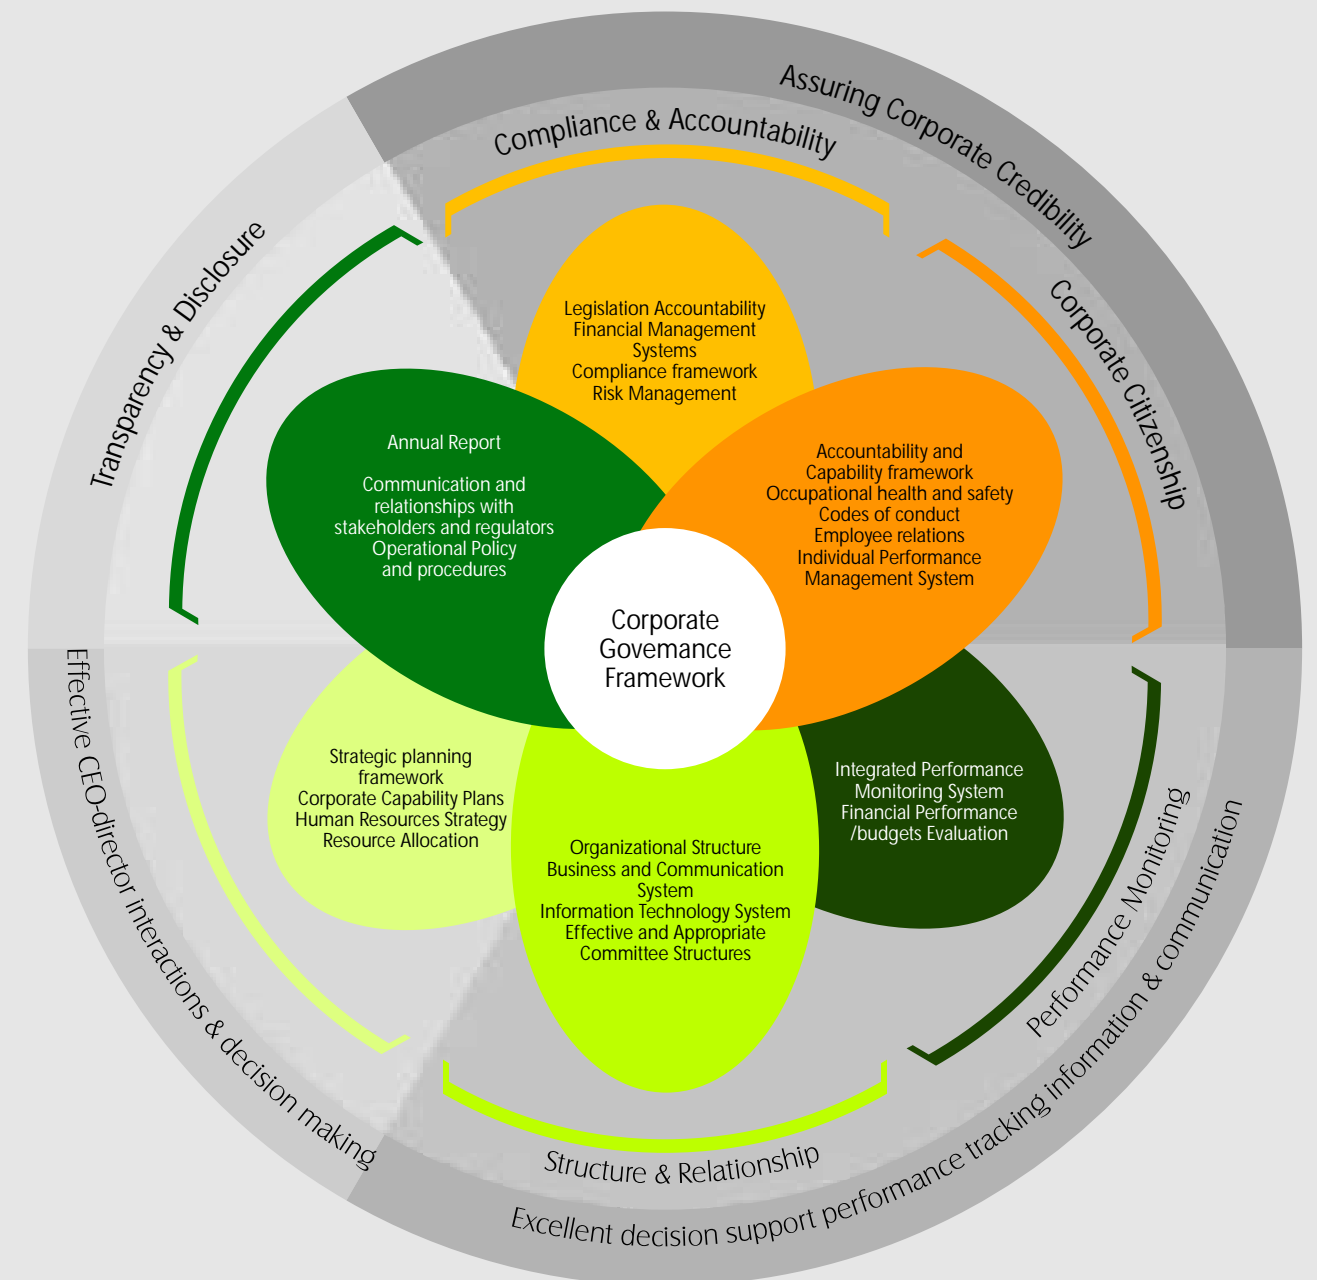 Assuring Corporate Credibility
Compliance & Accountability
Transparency & Disclosure
Corporate Citizenship
Legislation Accountability
Financial Management
Systems
Compliance framework
Risk Management
Annual Report
Communication and
relationships with
stakeholders and regulators
Operational Policy
and procedures
Accountability and
Capability framework
Occupational health and safety
Codes of conduct
Employee relations
Individual Performance
Management System
Corporate
Govemance
Framework
Strategic planning
framework
Corporate Capability Plans
Human Resources Strategy
Resource Allocation
Organizational Structure
Business and Communication
System
Information Technology System
Effective and Appropriate
Committee Structures
Integrated Performance
Monitoring System
Financial Performance
/budgets Evaluation
Effective CEO-director interactions & decision making
Performance Monitoring
Structure & Relationship
Excellent decision support performance tracking information & communication